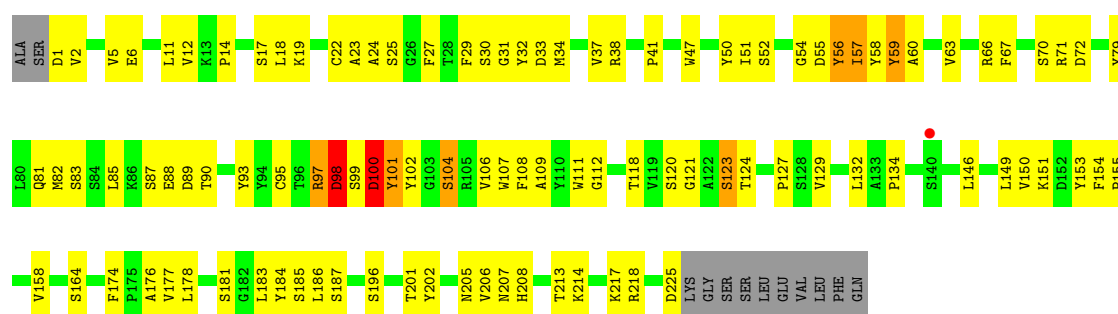 ALA SER D1 V2 V5 E6 L11 V12 K13 P14 S17 L18 K19 C22 A23 A24 S25 G26 F27 T28 F29 S30 G31 Y32 D33 M34 V37 R38 P41 W47 Y50 I51 S52 G54 D55 Y56 I57 Y58 Y59 A60 V63 R66 F67 S70 R71 D72 Y79
L80 Q81 M82 S83 S84 L85 K86 S87 E88 D89 T90 Y93 Y94 C95 T96 R97 D98 S99 D100 Y101 Y102 G103 S104 R105 V106 W107 F108 A109 Y110 W111 G112 T118 V119 S120 G121 A122 S123 T124 P127 S128 V129 L132 A133 P134 S140 L146 L149 V150 K151 D152 Y153 F154 P155
V158 S164 F174 P175 A176 V177 L178 S181 G182 L183 Y184 S185 L186 S187 S196 T201 Y202 N205 V206 N207 H208 T213 K214 K217 R218 D225 LYS GLY SER SER LEU GLU VAL LEU PHE GLN